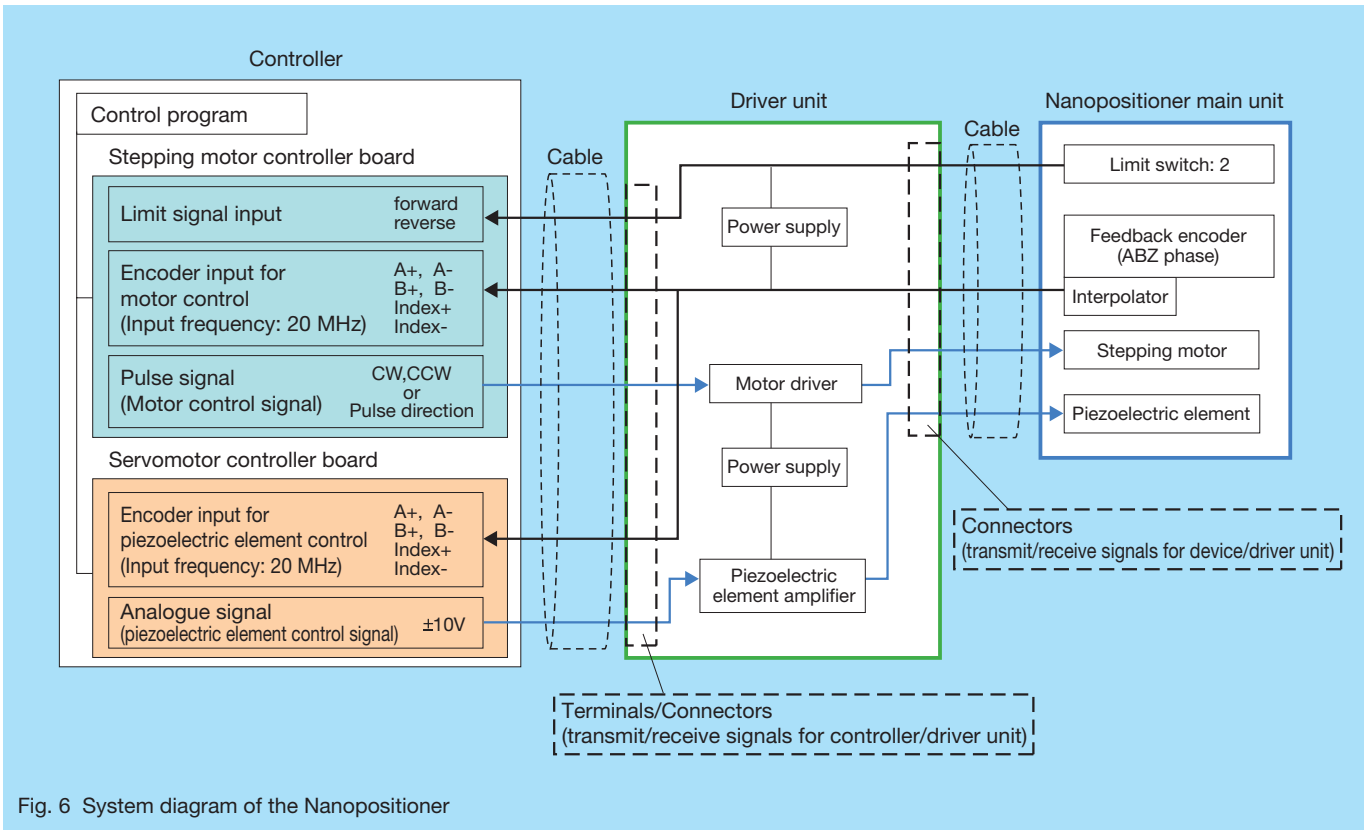 Controller
Control program
Stepping motor controller board
Limit signal input
forward
reverse
Encoder input for
motor control
(Input frequency: 20 MHz)
A+, A-
B+, B-
Index+
Index-
Pulse signal
(Motor control signal)
CW,CCW
or
Pulse direction
Servomotor controller board
Encoder input for
piezoelectric element control
(Input frequency: 20 MHz)
A+, A-
B+, B-
Index+
Index-
Analogue signal
(piezoelectric element control signal)
±10V
Cable
Driver unit
Power supply
Motor driver
Power supply
Piezoelectric
element amplifier
Cable
Nanopositioner main unit
Limit switch: 2
Feedback encoder
(ABZ phase)
Interpolator
Stepping motor
Piezoelectric element
Connectors
(transmit/receive signals for device/driver unit)
Terminals/Connectors
(transmit/receive signals for controller/driver unit)
Fig. 6 System diagram of the Nanopositioner